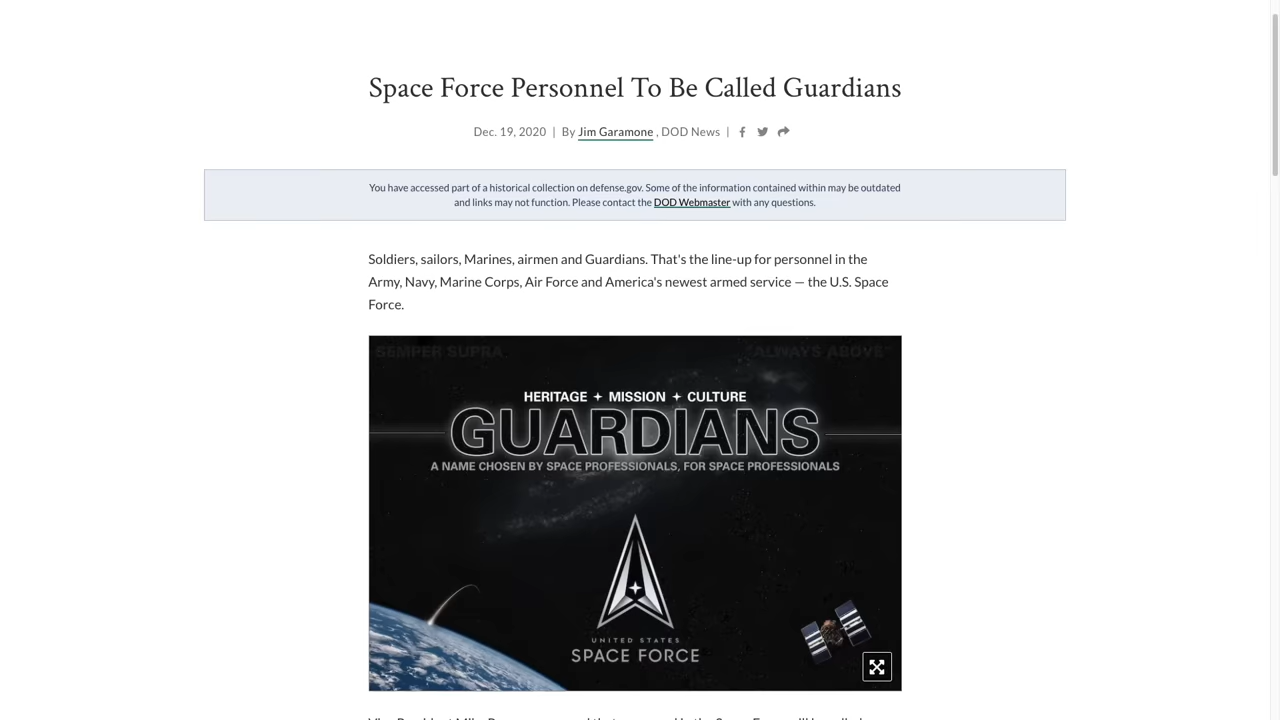 Space Force Personnel To Be Called Guardians
Dec. 19, 2020 | By Jim Garamone , DOD News |
You have accessed part of a historical collection on defense.gov. Some of the information contained within may be outdated
and links may not function. Please contact the DOD Webmaster with any questions.
Soldiers, sailors, Marines, airmen and Guardians. That's the line-up for personnel in the
Army, Navy, Marine Corps, Air Force and America's newest armed service — the U.S. Space
Force.
SEMPER SUPRA "ALWAYS ABOVE"
HERITAGE + MISSION + CULTURE
GUARDIANS
A NAME CHOSEN BY SPACE PROFESSIONALS, FOR SPACE PROFESSIONALS
UNITED STATES
SPACE FORCE